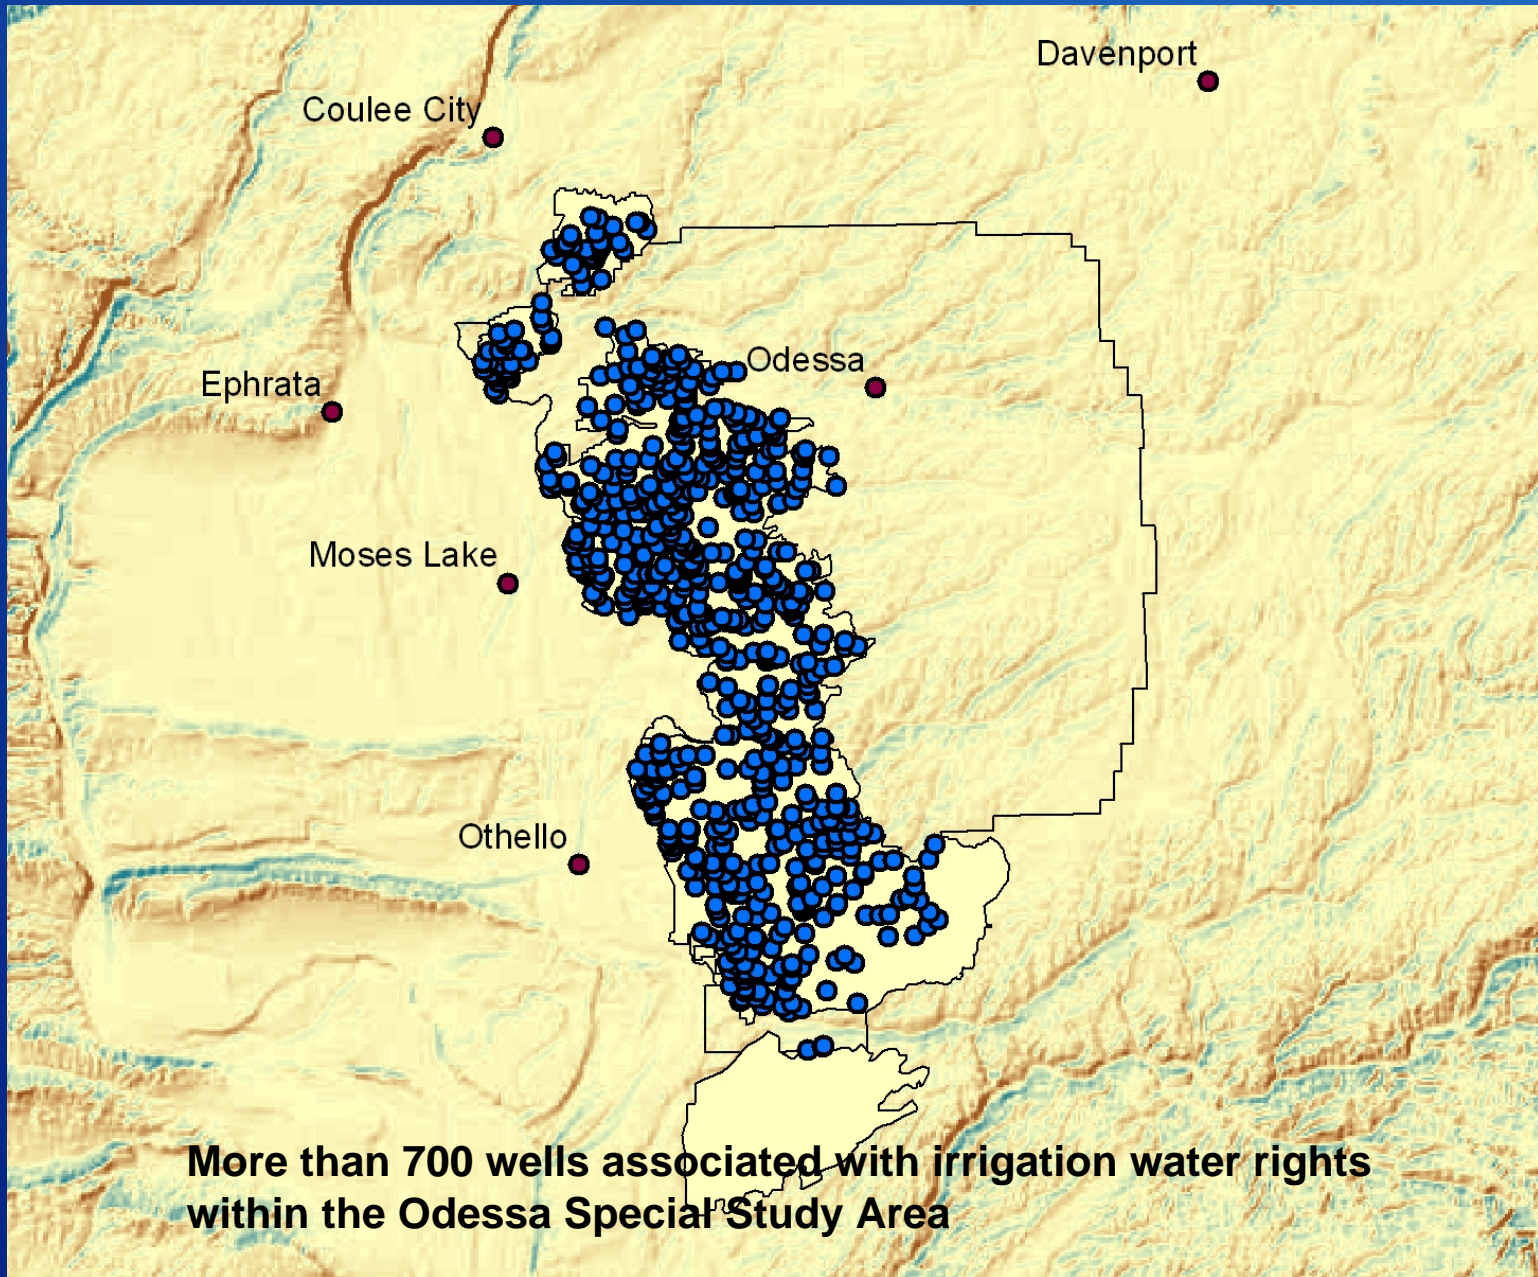 Davenport
Coulee City
Odessa
Ephrata
Moses Lake
Othello
More than 700 wells associated with irrigation water rights
within the Odessa Special Study Area